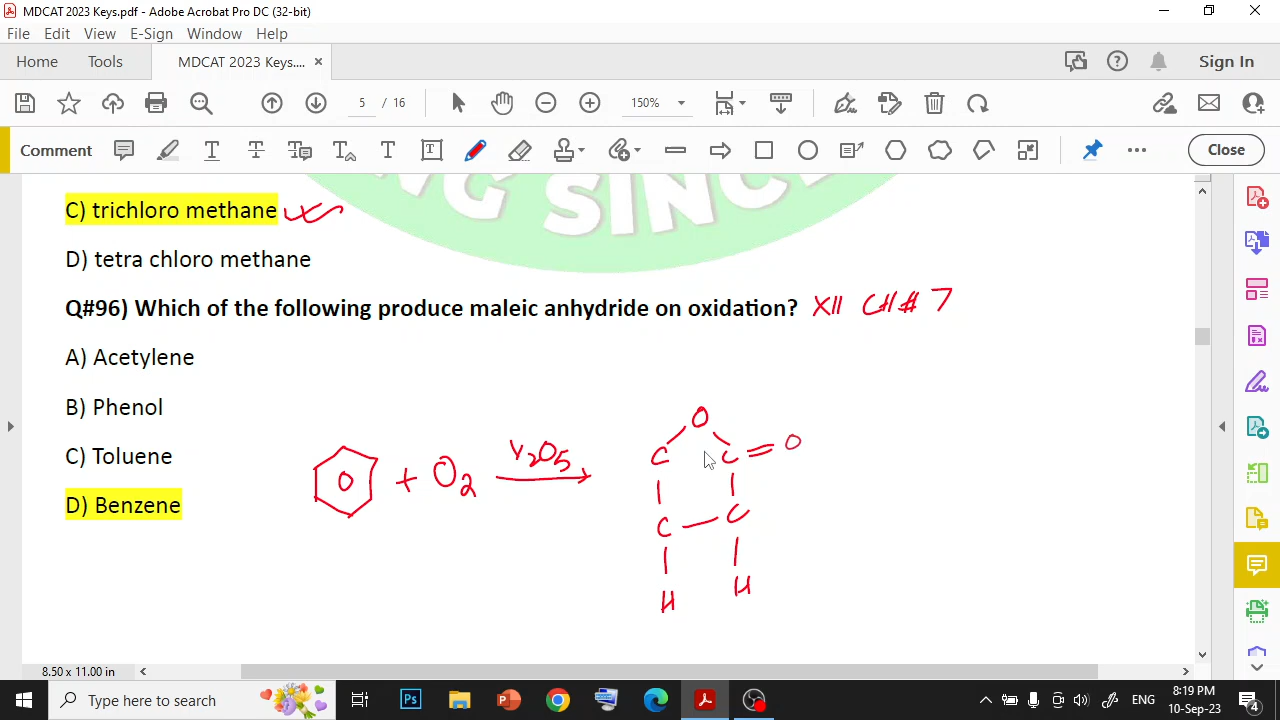 MDCAT 2023 Keys.pdf - Adobe Acrobat Pro DC (32-bit)
File Edit View E-Sign Window Help
Home Tools MDCAT 2023 Keys.... × Sign In
5 / 16 150%
Comment Close
NG SINC
C) trichloro methane
D) tetra chloro methane
Q#96) Which of the following produce maleic anhydride on oxidation? XII CH# 7
A) Acetylene
B) Phenol
C) Toluene
D) Benzene
O
C C = O
+ O2 V2O5
C — C
H H
8.50 x 11.00 in
Type here to search
ENG 8:19 PM
10-Sep-23 4